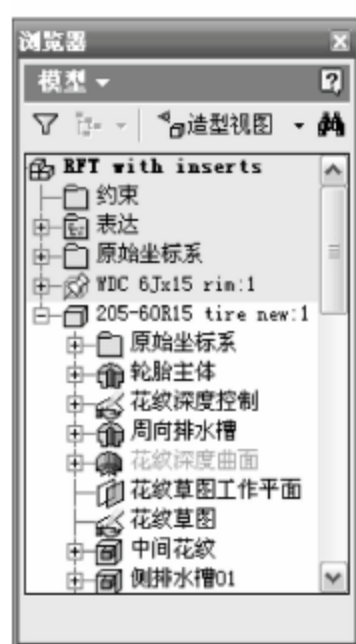 浏览器
模型
造型视图
RFT with inserts
约束
表达
原始坐标系
WDC 6Jx15 rim:1
205-60R15 tire new:1
原始坐标系
轮胎主体
花纹深度控制
周向排水槽
花纹深度曲面
花纹草图工作平面
花纹草图
中间花纹
侧排水槽01